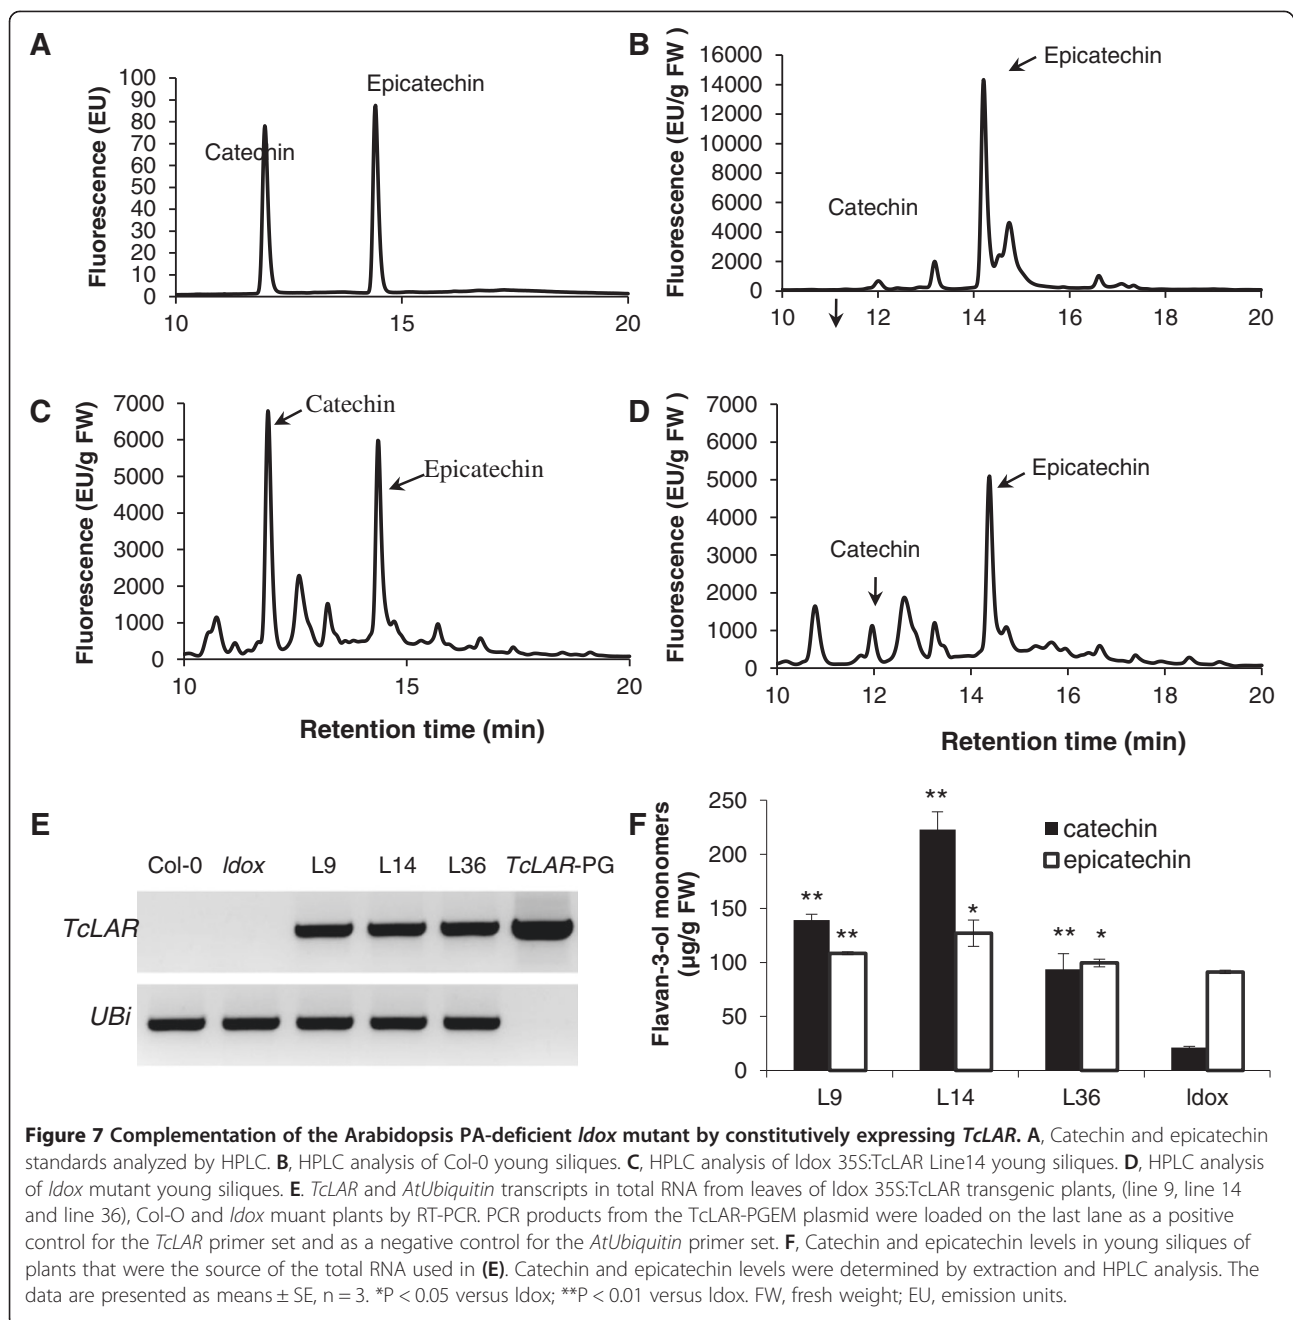 A
Fluorescence (EU)
100
90
80
70
60
50
40
30
20
10
0
Catechin
Epicatechin
10 15 20
B
Fluorescence (EU/g FW )
16000
14000
12000
10000
8000
6000
4000
2000
0
Catechin
Epicatechin
10 12 14 16 18 20
C
Fluorescence (EU/g FW)
7000
6000
5000
4000
3000
2000
1000
0
Catechin
Epicatechin
10 15 20
Retention time (min)
D
Fluorescence (EU/g FW )
7000
6000
5000
4000
3000
2000
1000
0
Catechin
Epicatechin
10 12 14 16 18 20
Retention time (min)
E
Col-0 ldox L9 L14 L36 TcLAR-PG
TcLAR
UBi
F
Flavan-3-ol monomers
(µg/g FW)
250
200
150
100
50
0
** ** ** * ** *
catechin
epicatechin
L9 L14 L36 ldox
Figure 7 Complementation of the Arabidopsis PA-deficient ldox mutant by constitutively expressing TcLAR. A, Catechin and epicatechin
standards analyzed by HPLC. B, HPLC analysis of Col-0 young siliques. C, HPLC analysis of ldox 35S:TcLAR Line14 young siliques. D, HPLC analysis
of ldox mutant young siliques. E. TcLAR and AtUbiquitin transcripts in total RNA from leaves of ldox 35S:TcLAR transgenic plants, (line 9, line 14
and line 36), Col-O and ldox muant plants by RT-PCR. PCR products from the TcLAR-PGEM plasmid were loaded on the last lane as a positive
control for the TcLAR primer set and as a negative control for the AtUbiquitin primer set. F, Catechin and epicatechin levels in young siliques of
plants that were the source of the total RNA used in (E). Catechin and epicatechin levels were determined by extraction and HPLC analysis. The
data are presented as means ± SE, n = 3. *P < 0.05 versus ldox; **P < 0.01 versus ldox. FW, fresh weight; EU, emission units.